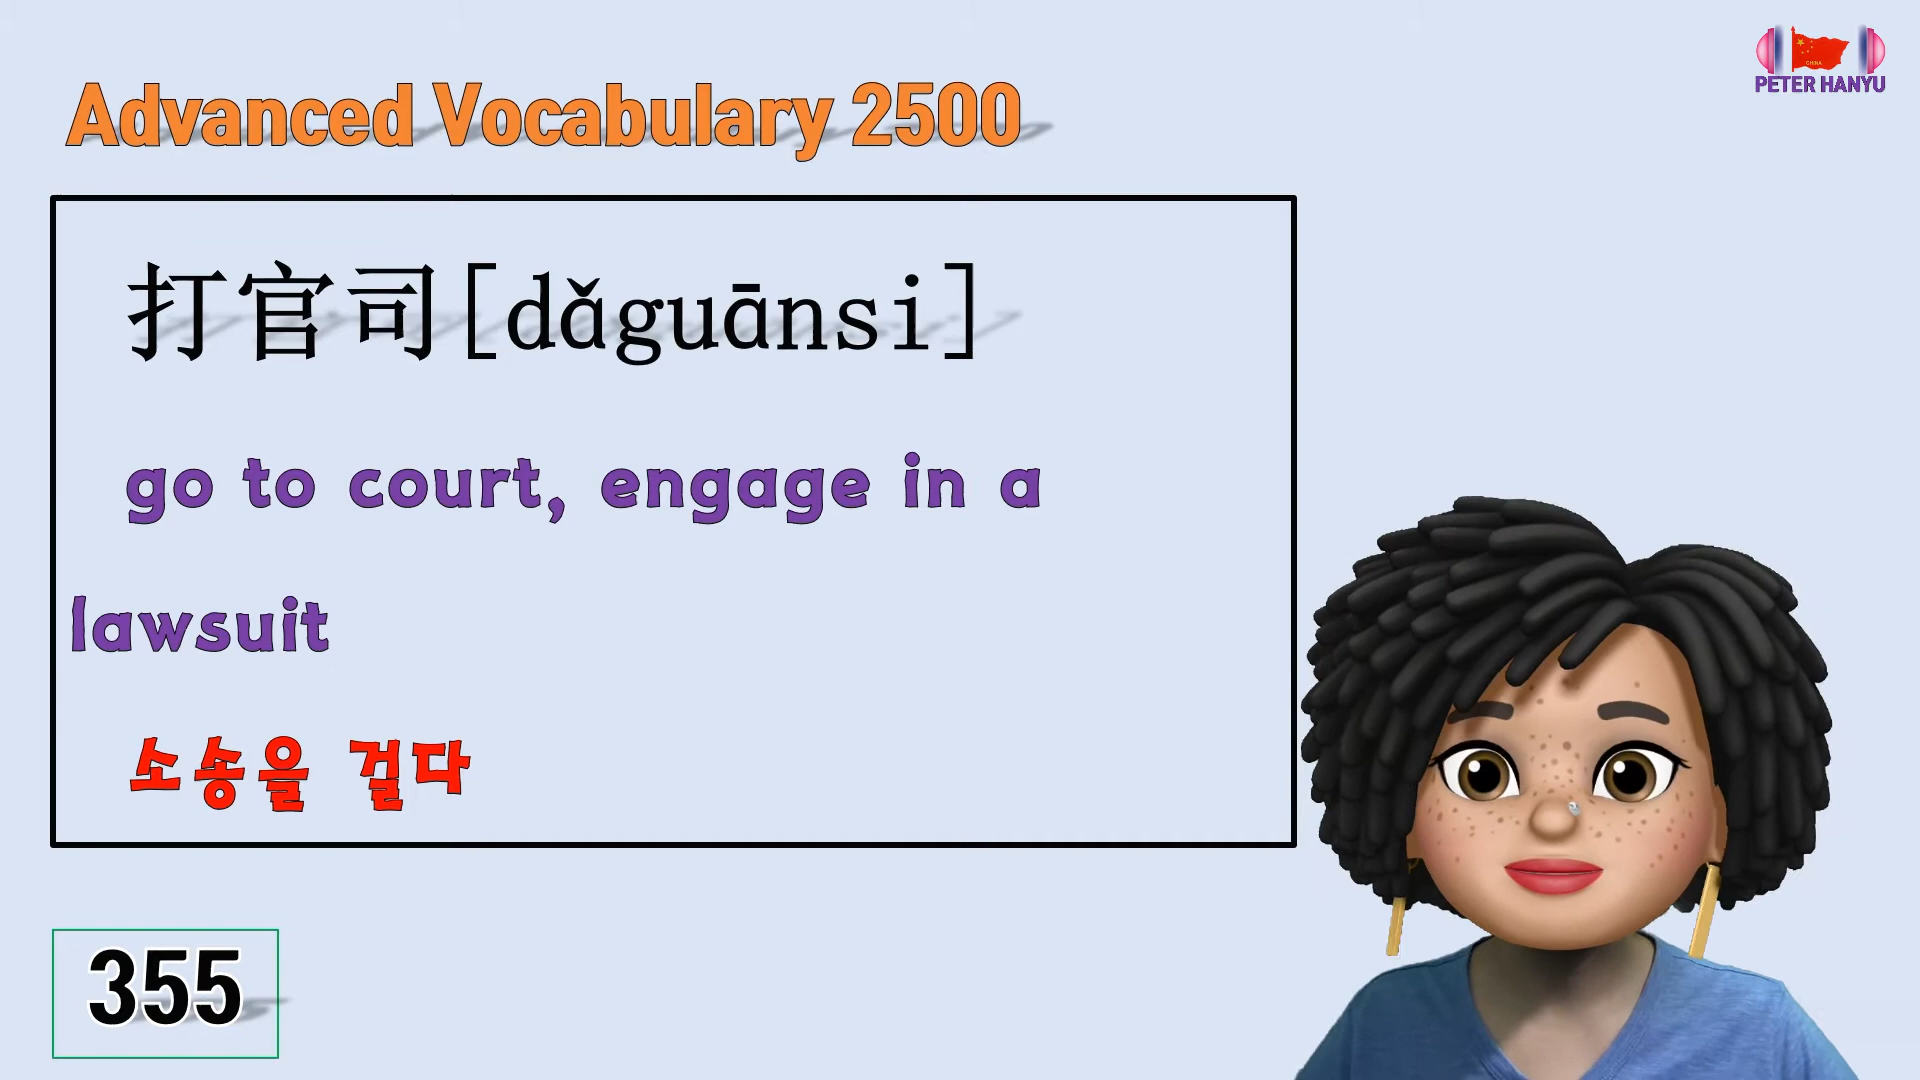 PETER HANYU
Advanced Vocabulary 2500
打官司[dǎguānsi]
go to court, engage in a
lawsuit
소송을 걸다
355